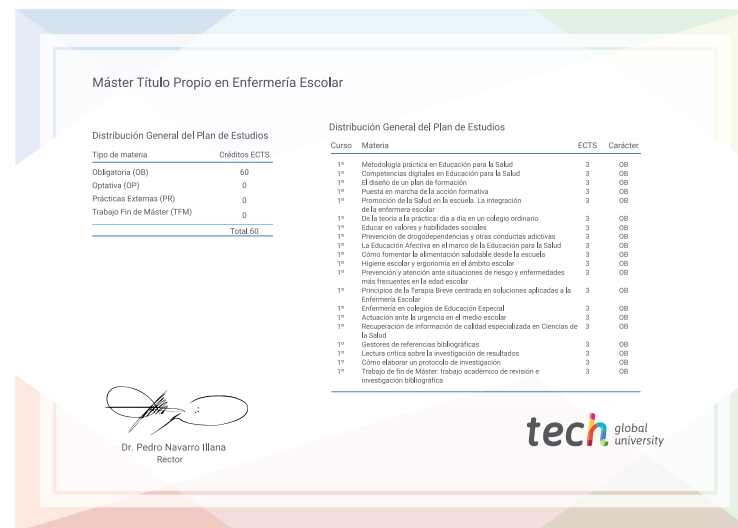 Máster Título Propio en Enfermería Escolar
Distribución General del Plan de Estudios
Tipo de materia Créditos ECTS
Obligatoria (OB) 60
Optativa (OP) 0
Prácticas Externas (PR) 0
Trabajo Fin de Máster (TFM) 0
Total 60
Distribución General del Plan de Estudios
Curso Materia ECTS Carácter
1º Metodología práctica en Educación para la Salud 3 OB
1º Competencias digitales en Educación para la Salud 3 OB
1º El diseño de un plan de formación 3 OB
1º Puesta en marcha de la acción formativa 3 OB
1º Promoción de la Salud en la escuela. La integración 3 OB
de la enfermera escolar
1º De la teoría a la práctica: día a día en un colegio ordinario 3 OB
1º Educar en valores y habilidades sociales 3 OB
1º Prevención de drogodependencias y otras conductas adictivas 3 OB
1º La Educación Afectiva en el marco de la Educación para la Salud 3 OB
1º Cómo fomentar la alimentación saludable desde la escuela 3 OB
1º Higiene escolar y ergonomía en el ámbito escolar 3 OB
1º Prevención y atención ante situaciones de riesgo y enfermedades 3 OB
más frecuentes en la edad escolar
1º Principios de la Terapia Breve centrada en soluciones aplicadas a la 3 OB
Enfermería Escolar
1º Enfermería en colegios de Educación Especial 3 OB
1º Actuación ante la urgencia en el medio escolar 3 OB
1º Recuperación de información de calidad especializada en Ciencias de 3 OB
la Salud
1º Gestores de referencias bibliográficas 3 OB
1º Lectura crítica sobre la investigación de resultados 3 OB
1º Cómo elaborar un protocolo de investigación 3 OB
1º Trabajo de fin de Máster: trabajo académico de revisión e 3 OB
investigación bibliográfica
Dr. Pedro Navarro Illana
Rector
tech global
university